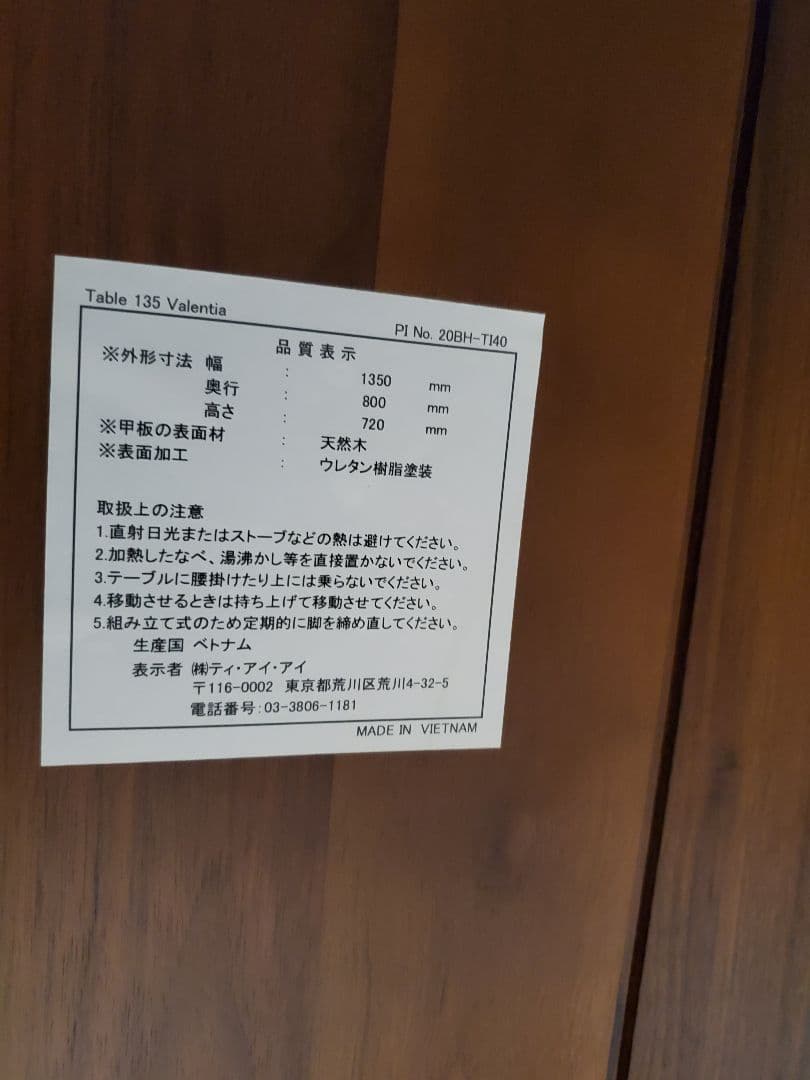 Table 135 Valentia
PI No. 20BH-TI40
品質表示
※外形寸法 幅 : 1350 mm
奥行 : 800 mm
高さ : 720 mm
※甲板の表面材 : 天然木
※表面加工 : ウレタン樹脂塗装
取扱上の注意
1.直射日光またはストーブなどの熱は避けてください。
2.加熱したなべ、湯沸かし等を直接置かないでください。
3.テーブルに腰掛けたり上には乗らないでください。
4.移動させるときは持ち上げて移動させてください。
5.組み立て式のため定期的に脚を締め直してください。
生産国 ベトナム
表示者 ㈱ティ・アイ・アイ
〒116-0002 東京都荒川区荒川4-32-5
電話番号:03-3806-1181
MADE IN VIETNAM